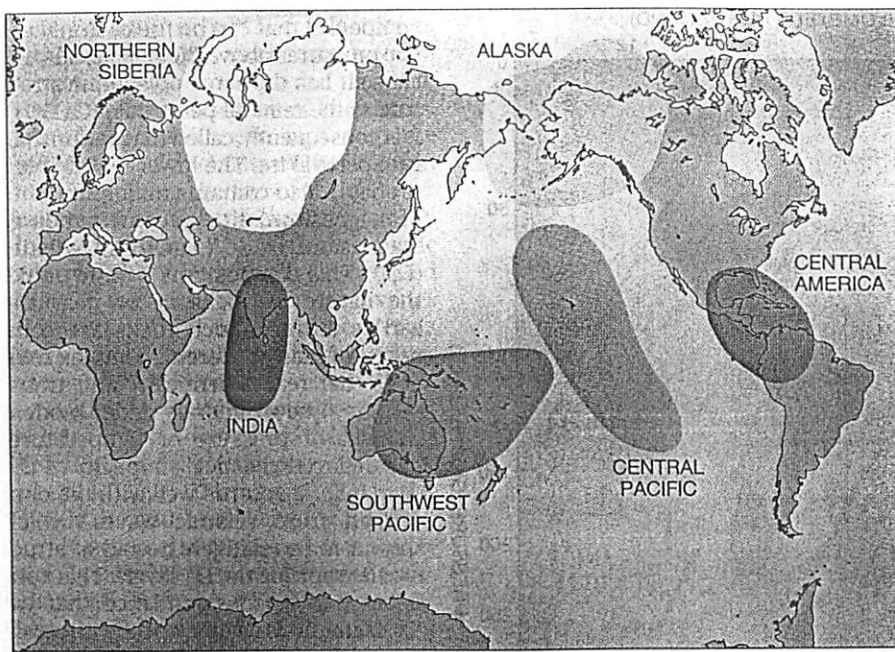 NORTHERN
SIBERIA
ALASKA
CENTRAL
AMERICA
INDIA
SOUTHWEST
PACIFIC
CENTRAL
PACIFIC